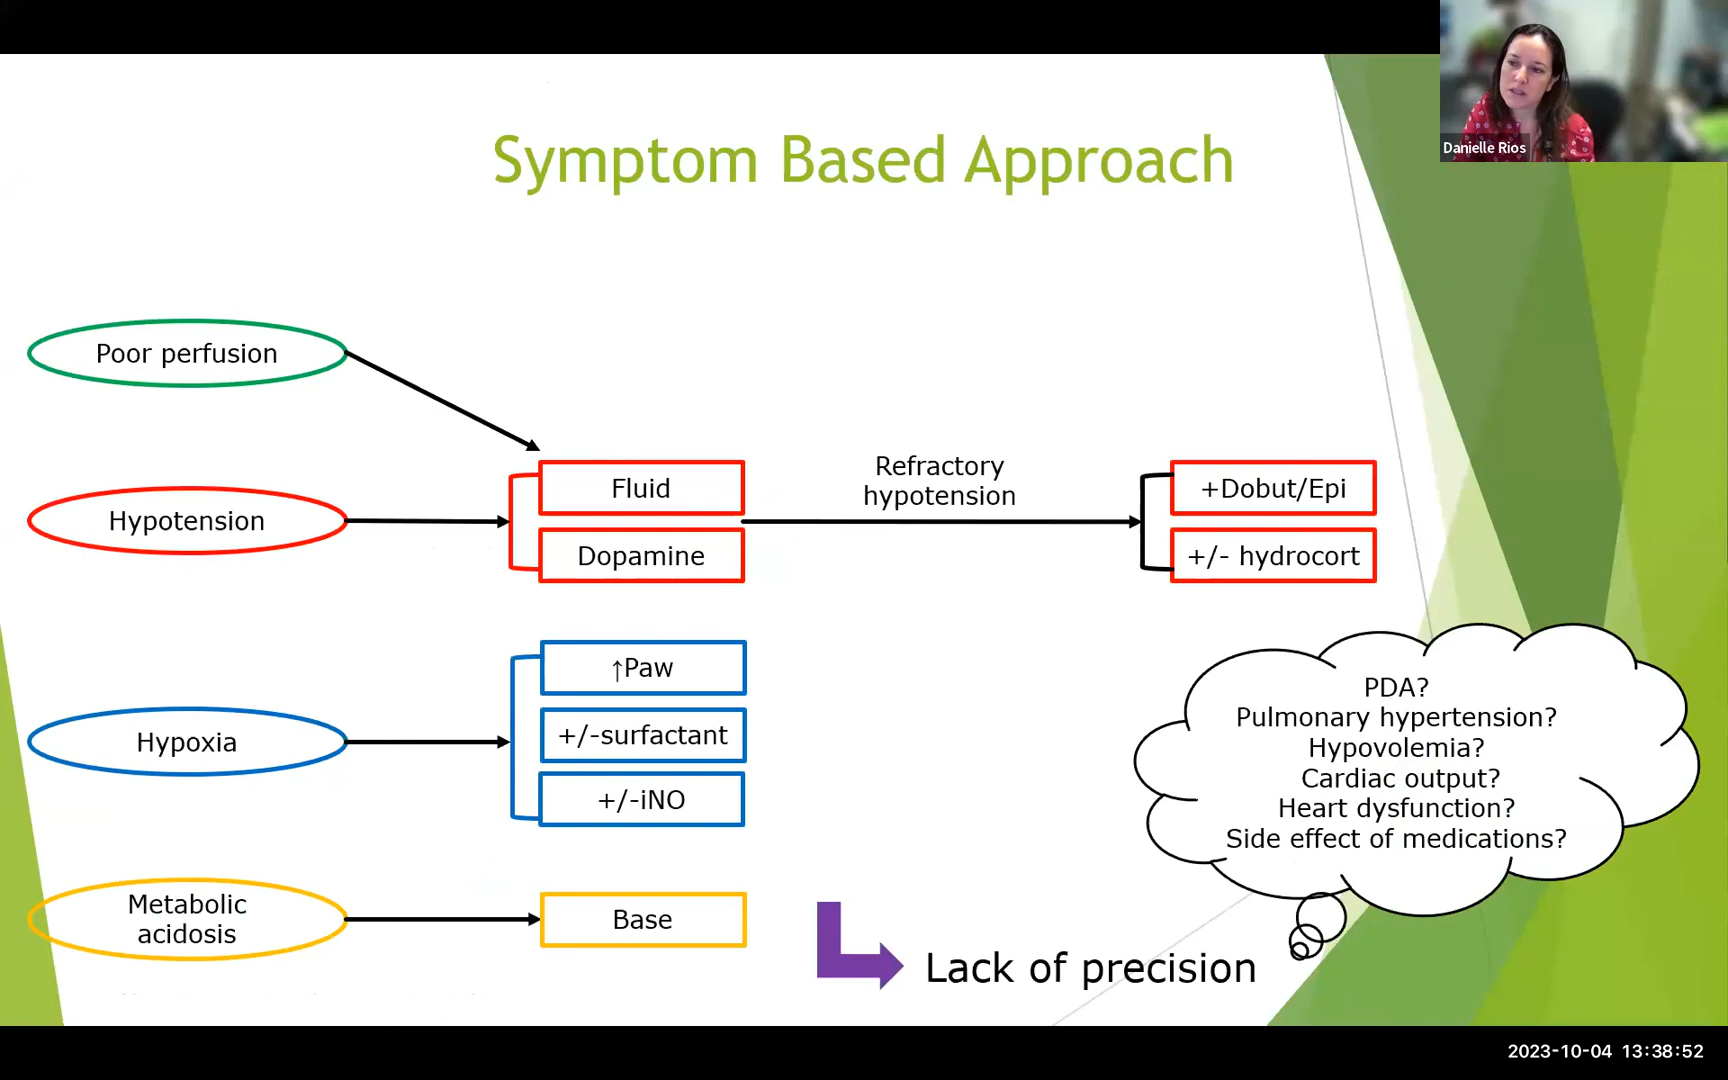 Danielle Rios
Symptom Based Approach
Poor perfusion
Hypotension
Fluid
Dopamine
Refractory
hypotension
+Dobut/Epi
+/- hydrocort
Hypoxia
↑Paw
+/-surfactant
+/-iNO
Metabolic
acidosis
Base
PDA?
Pulmonary hypertension?
Hypovolemia?
Cardiac output?
Heart dysfunction?
Side effect of medications?
Lack of precision
2023-10-04 13:38:52